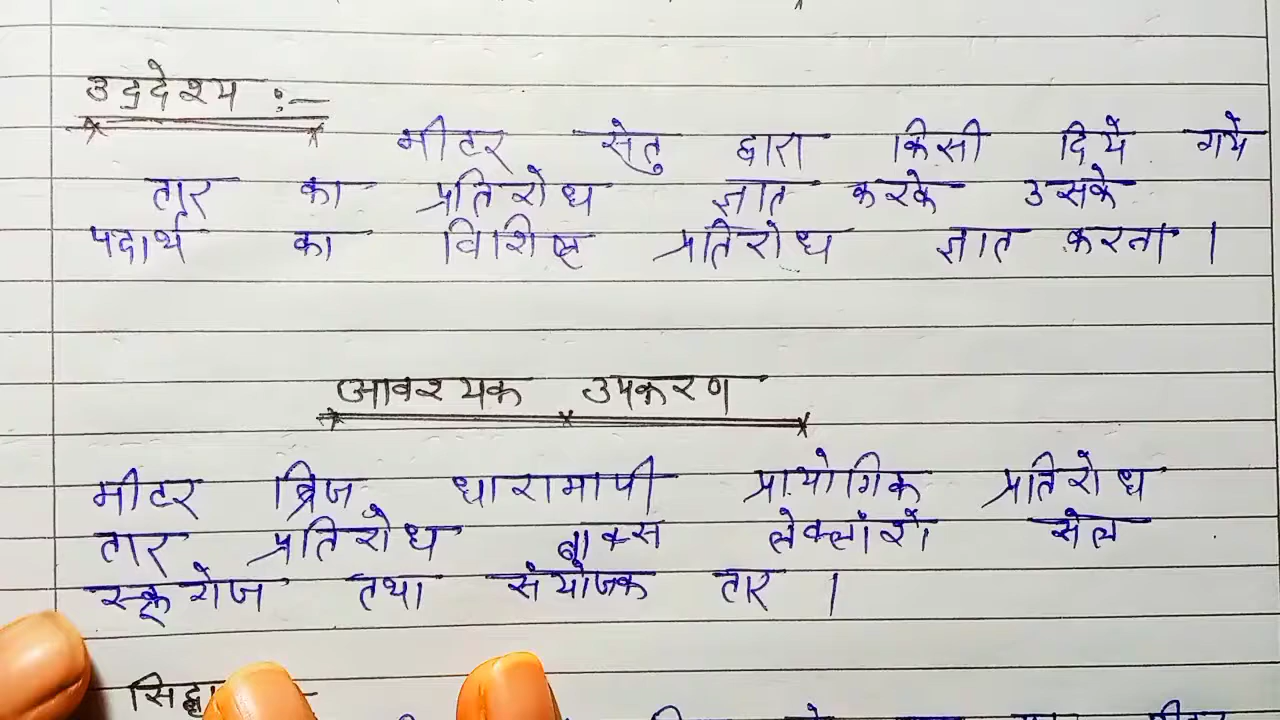 उद्देश्य :—
मीटर सेतु द्वारा किसी दिये गये
तार का प्रतिरोध ज्ञात करके उसके
पदार्थ का विशिष्ट प्रतिरोध ज्ञात करना ।
आवश्यक उपकरण
मीटर ब्रिज धारामापी प्रायोगिक प्रतिरोध
तार प्रतिरोध बाक्स लेक्लांशे सेल
स्क्रूगेज तथा संयोजक तार ।